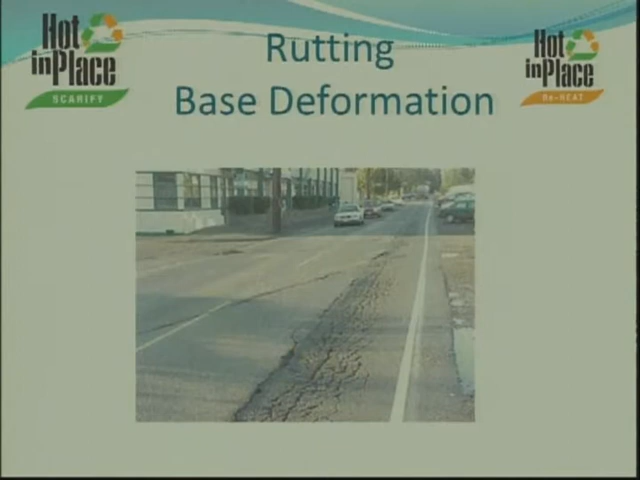 Hot
in Place
SCARIFY
Rutting
Base Deformation
Hot
in Place
Re-HEAT